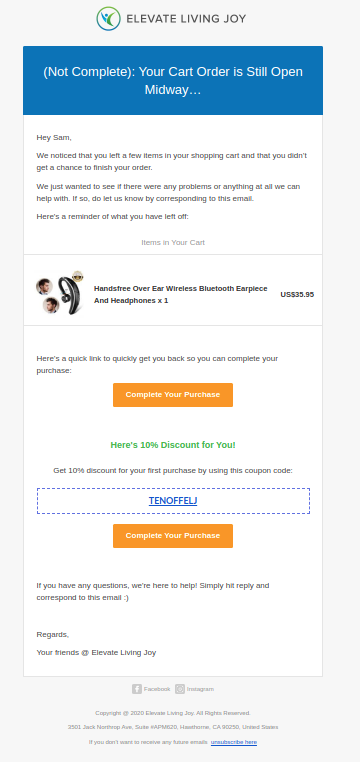 ELEVATE LIVING JOY
(Not Complete): Your Cart Order is Still Open
Midway…
Hey Sam,
We noticed that you left a few items in your shopping cart and that you didn't
get a chance to finish your order.
We just wanted to see if there were any problems or anything at all we can
help with. If so, do let us know by corresponding to this email.
Here's a reminder of what you have left off:
Items in Your Cart
Handsfree Over Ear Wireless Bluetooth Earpiece
And Headphones x 1
US$35.95
Here's a quick link to quickly get you back so you can complete your
purchase:
Complete Your Purchase
Here's 10% Discount for You!
Get 10% discount for your first purchase by using this coupon code:
TENOFFELJ
Complete Your Purchase
If you have any questions, we're here to help! Simply hit reply and
correspond to this email :)
Regards,
Your friends @ Elevate Living Joy
Facebook Instagram
Copyright @ 2020 Elevate Living Joy, All Rights Reserved.
3501 Jack Northrop Ave, Suite #APM620, Hawthorne, CA 90250, United States
If you don't want to receive any future emails unsubscribe here